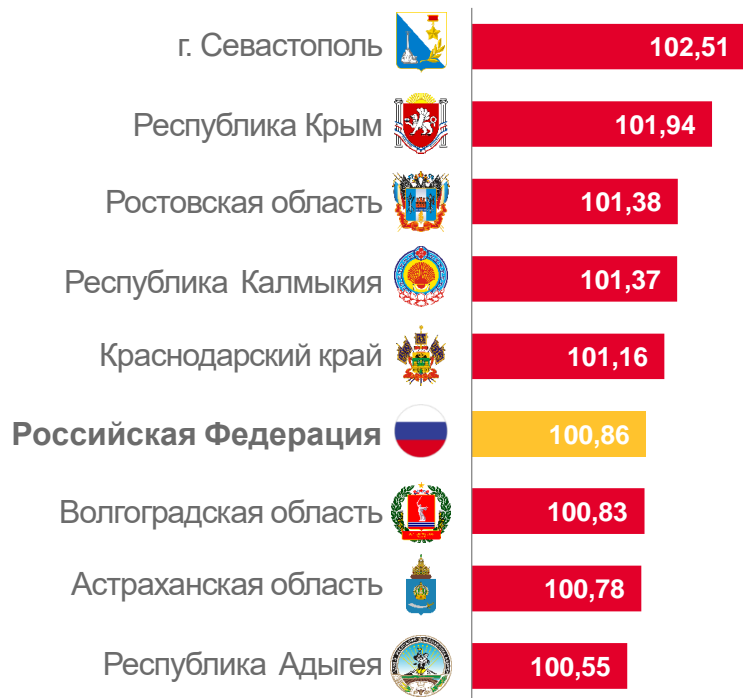 г. Севастополь 102,51
Республика Крым 101,94
Ростовская область 101,38
Республика Калмыкия 101,37
Краснодарский край 101,16
Российская Федерация 100,86
Волгоградская область 100,83
Астраханская область 100,78
Республика Адыгея 100,55